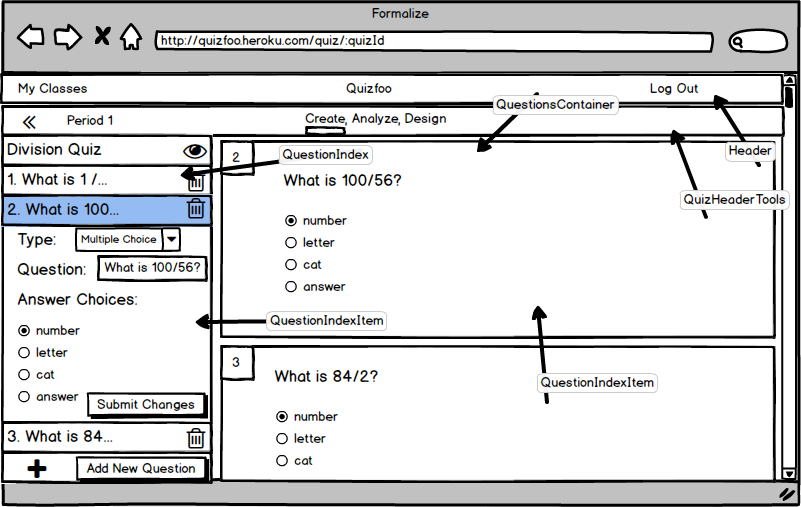 Formalize
http://quizfoo.heroku.com/quiz/:quizId
My Classes
Quizfoo
Log Out
QuestionsContainer
Period 1
Create, Analyze, Design
Header
Division Quiz
QuestionIndex
2
1. What is 1 /...
What is 100/56?
QuizHeaderTools
2. What is 100...
number
letter
cat
answer
Type:
Multiple Choice
Question:
What is 100/56?
Answer Choices:
QuestionIndexItem
number
letter
cat
answer
Submit Changes
3
What is 84/2?
QuestionIndexItem
number
letter
cat
3. What is 84...
Add New Question